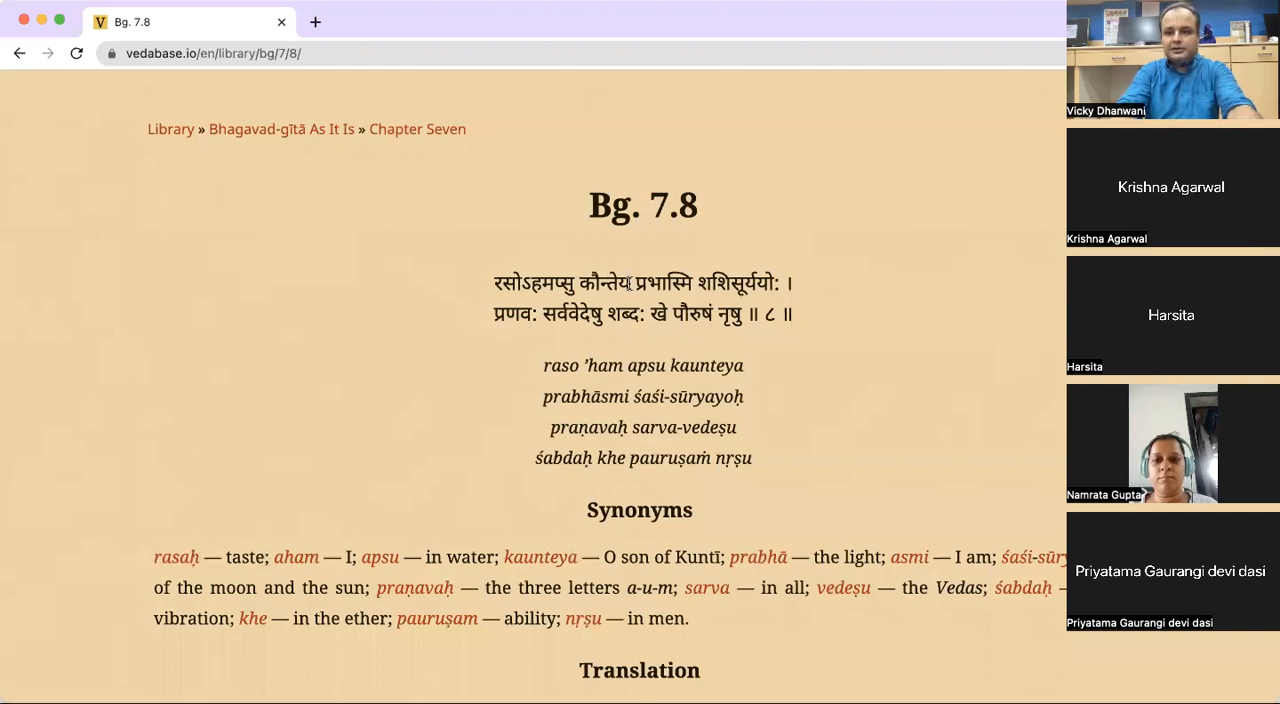 V Bg. 7.8
vedabase.io/en/library/bg/7/8/
Library » Bhagavad-gītā As It Is » Chapter Seven
Bg. 7.8
रसोऽहमप्सु कौन्तेय प्रभास्मि शशिसूर्ययो: ।
प्रणव: सर्ववेदेषु शब्द: खे पौरुषं नृषु ॥ ८ ॥
raso ’ham apsu kaunteya
prabhāsmi śaśi-sūryayoḥ
praṇavaḥ sarva-vedeṣu
śabdaḥ khe pauruṣaṁ nṛṣu
Synonyms
rasaḥ — taste; aham — I; apsu — in water; kaunteya — O son of Kuntī; prabhā — the light; asmi — I am; śaśi-sūry
of the moon and the sun; praṇavaḥ — the three letters a-u-m; sarva — in all; vedeṣu — the Vedas; śabdaḥ —
vibration; khe — in the ether; pauruṣam — ability; nṛṣu — in men.
Translation
Vicky Dhanwani
Krishna Agarwal
Krishna Agarwal
Harsita
Harsita
Namrata Gupta
Priyatama Gaurangi devi dasi
Priyatama Gaurangi devi dasi